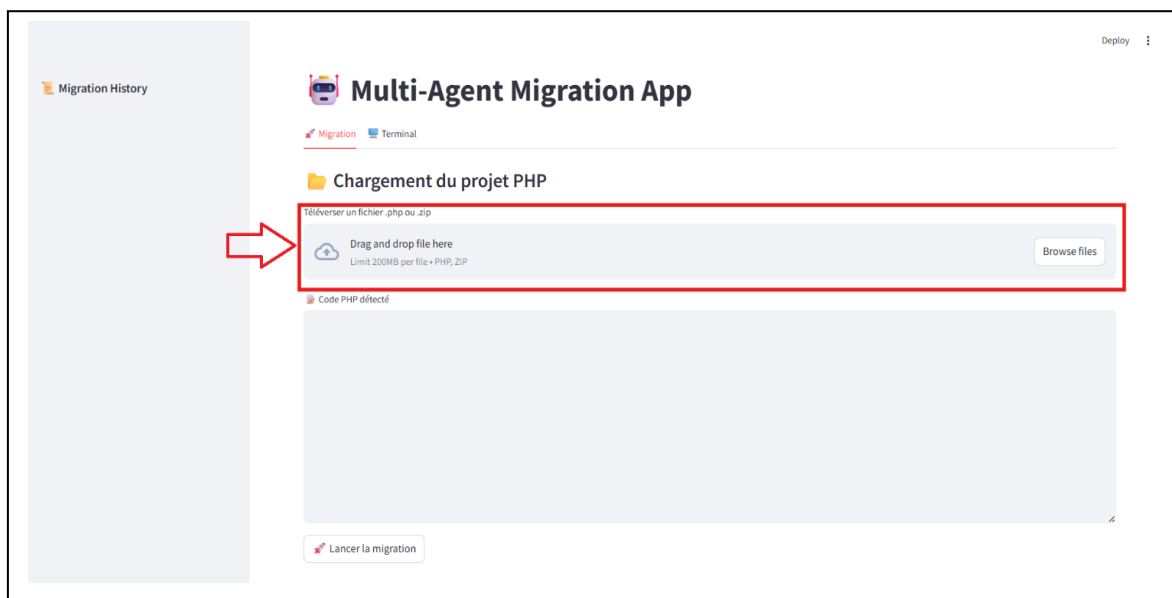 Deploy
Migration History
Multi-Agent Migration App
Migration Terminal
Chargement du projet PHP
Téléverser un fichier .php ou .zip
Drag and drop file here
Limit 200MB per file • PHP, ZIP
Browse files
Code PHP détecté
Lancer la migration